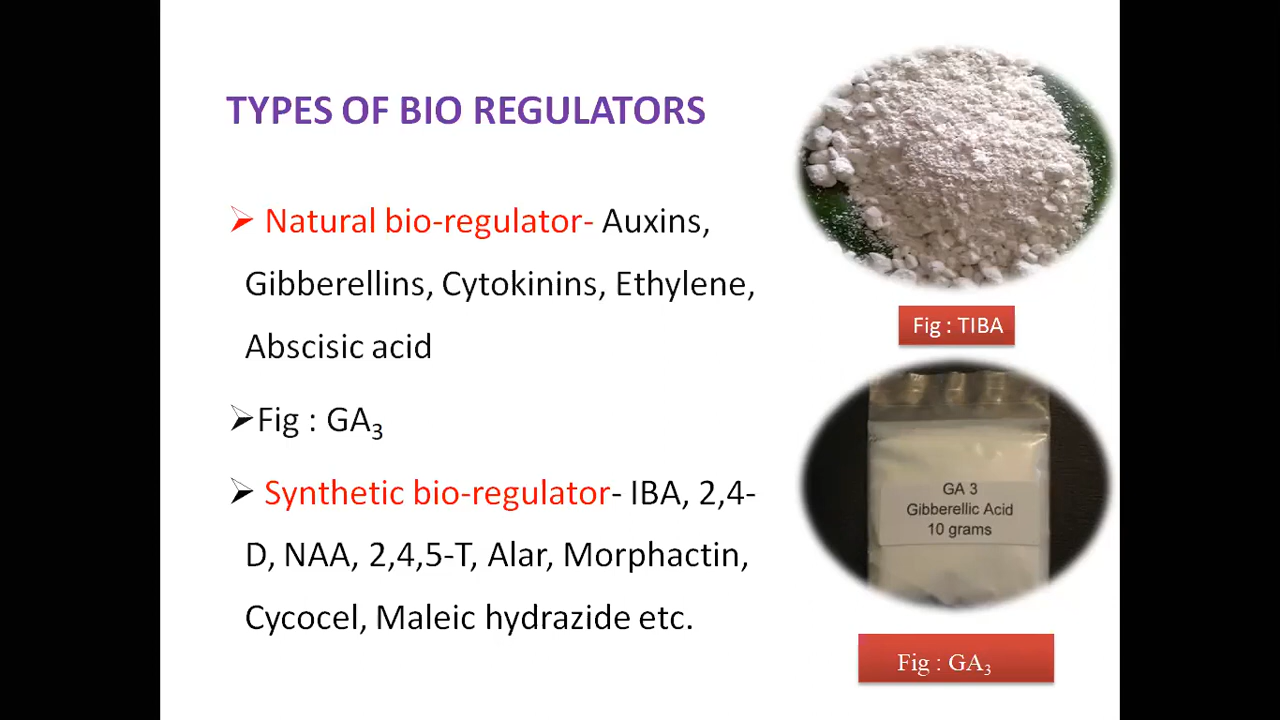 TYPES OF BIO REGULATORS
➢ Natural bio-regulator- Auxins,
Gibberellins, Cytokinins, Ethylene,
Abscisic acid
➢Fig : GA₃
➢ Synthetic bio-regulator- IBA, 2,4-
D, NAA, 2,4,5-T, Alar, Morphactin,
Cycocel, Maleic hydrazide etc.
Fig : TIBA
GA 3
Gibberellic Acid
10 grams
Fig : GA₃